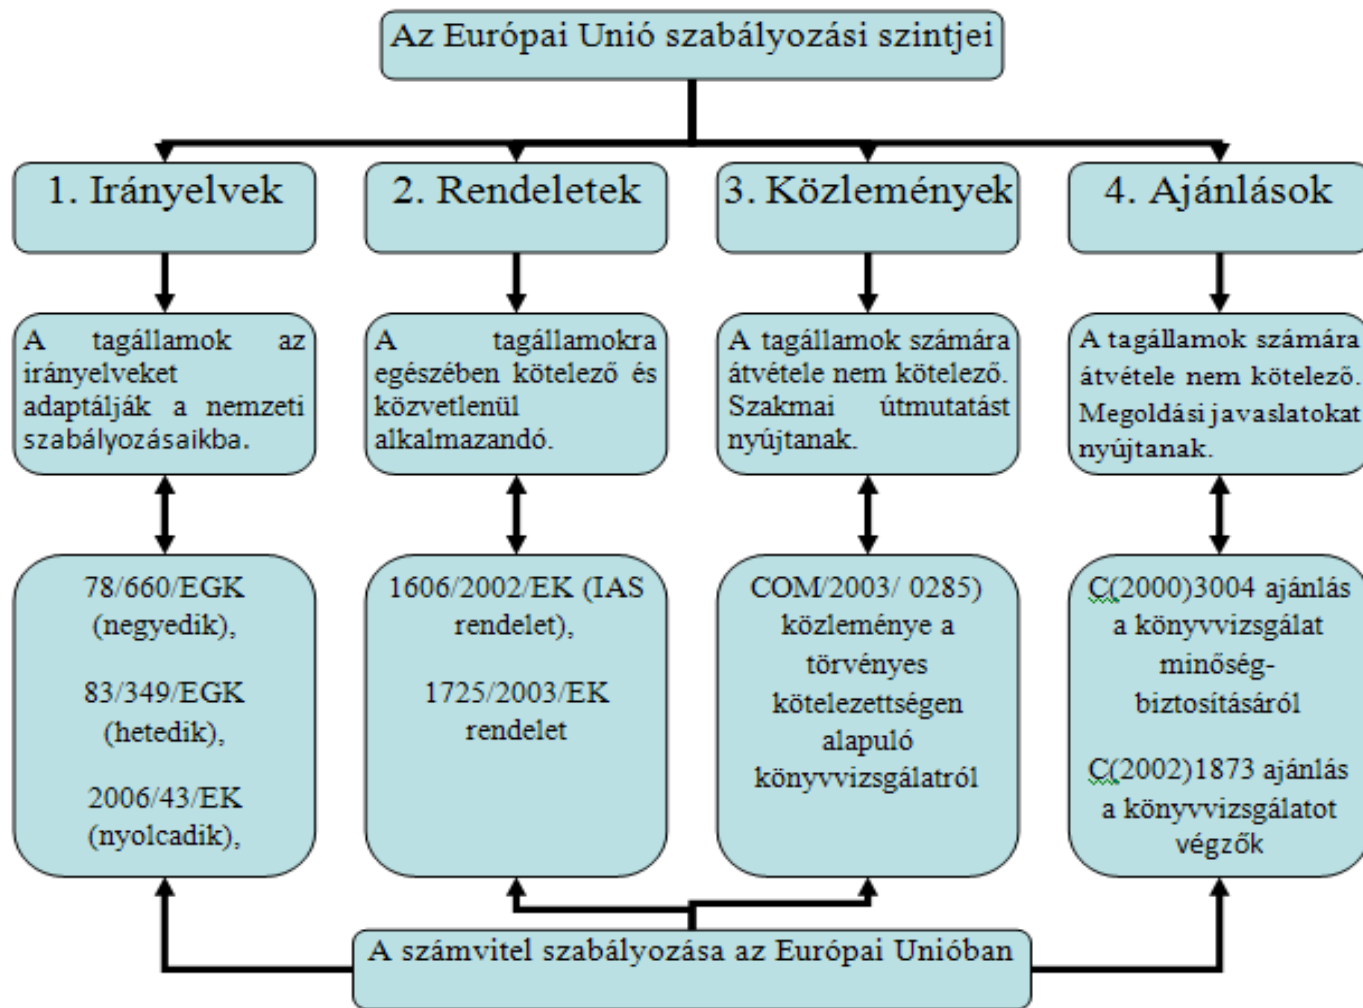 Az Európai Unió szabályozási szintjei
1. Irányelvek
2. Rendeletek
3. Közlemények
4. Ajánlások
A tagállamok az
irányelveket
adaptálják a nemzeti
szabályozásaikba.
A tagállamokra
egészében kötelező és
közvetlenül
alkalmazandó.
A tagállamok számára
átvétele nem kötelező.
Szakmai útmutatást
nyújtanak.
A tagállamok számára
átvétele nem kötelező.
Megoldási javaslatokat
nyújtanak.
78/660/EGK
(negyedik),
83/349/EGK
(hetedik),
2006/43/EK
(nyolcadik),
1606/2002/EK (IAS
rendelet),
1725/2003/EK
rendelet
COM/2003/ 0285)
közleménye a
törvényes
kötelezettségen
alapuló
könyvvizsgálatról
C(2000)3004 ajánlás
a könyvvizsgálat
minőség-
biztosításáról
C(2002)1873 ajánlás
a könyvvizsgálatot
végzők
A számvitel szabályozása az Európai Unióban